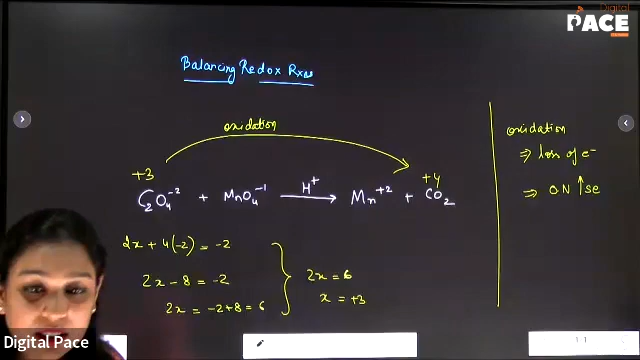 Digital
PACE
Balancing Redox Rxns
oxidation
+3
+4
C₂O₄⁻² + MnO₄⁻¹ —H⁺→ Mn⁺² + CO₂
2x + 4(-2) = -2
2x - 8 = -2
2x = -2+8 = 6
2x = 6
x = +3
oxidation
⇒ loss of e⁻
⇒ ON ↑se
Digital Pace